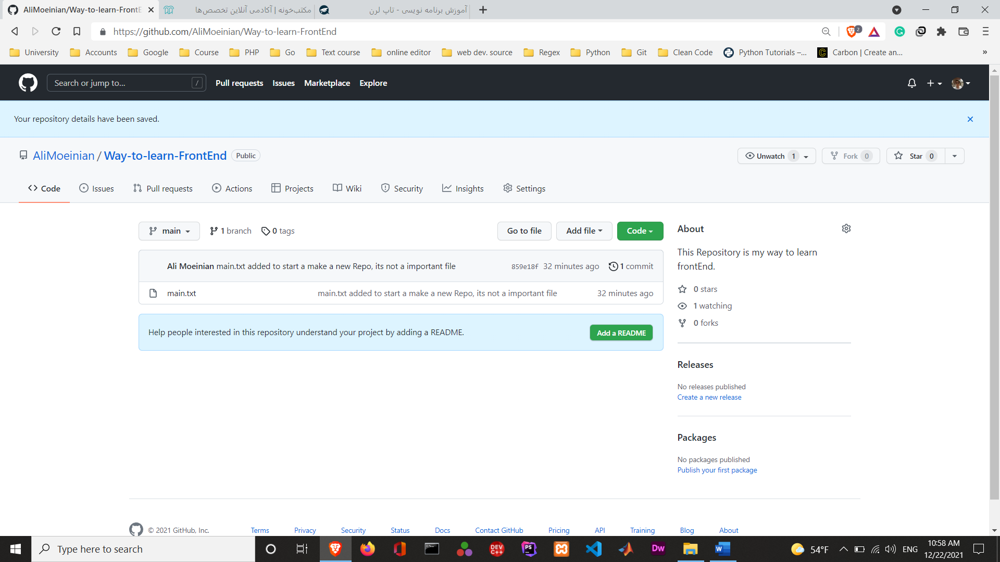 AliMoeinian/Way-to-learn-FrontE
مکتب‌خونه | آکادمی آنلاین تخصص‌ها
آموزش برنامه نویسی - تاپ لرن
https://github.com/AliMoeinian/Way-to-learn-FrontEnd
2
University Accounts Google Course PHP Go Text course online editor web dev. source Regex Python Git Clean Code Python Tutorials –... Carbon | Create an... »
Search or jump to... / Pull requests Issues Marketplace Explore
Your repository details have been saved.
AliMoeinian / Way-to-learn-FrontEnd Public
Unwatch 1 Fork 0 Star 0
Code Issues Pull requests Actions Projects Wiki Security Insights Settings
main 1 branch 0 tags Go to file Add file Code
Ali Moeinian main.txt added to start a make a new Repo, its not a important file 859e18f 32 minutes ago 1 commit
main.txt main.txt added to start a make a new Repo, its not a important file 32 minutes ago
Help people interested in this repository understand your project by adding a README. Add a README
About
This Repository is my way to learn
frontEnd.
0 stars
1 watching
0 forks
Releases
No releases published
Create a new release
Packages
No packages published
Publish your first package
© 2021 GitHub, Inc. Terms Privacy Security Status Docs Contact GitHub Pricing API Training Blog About
Type here to search
DEV C++
PS
Dw
W
54°F
ENG
10:58 AM
12/22/2021